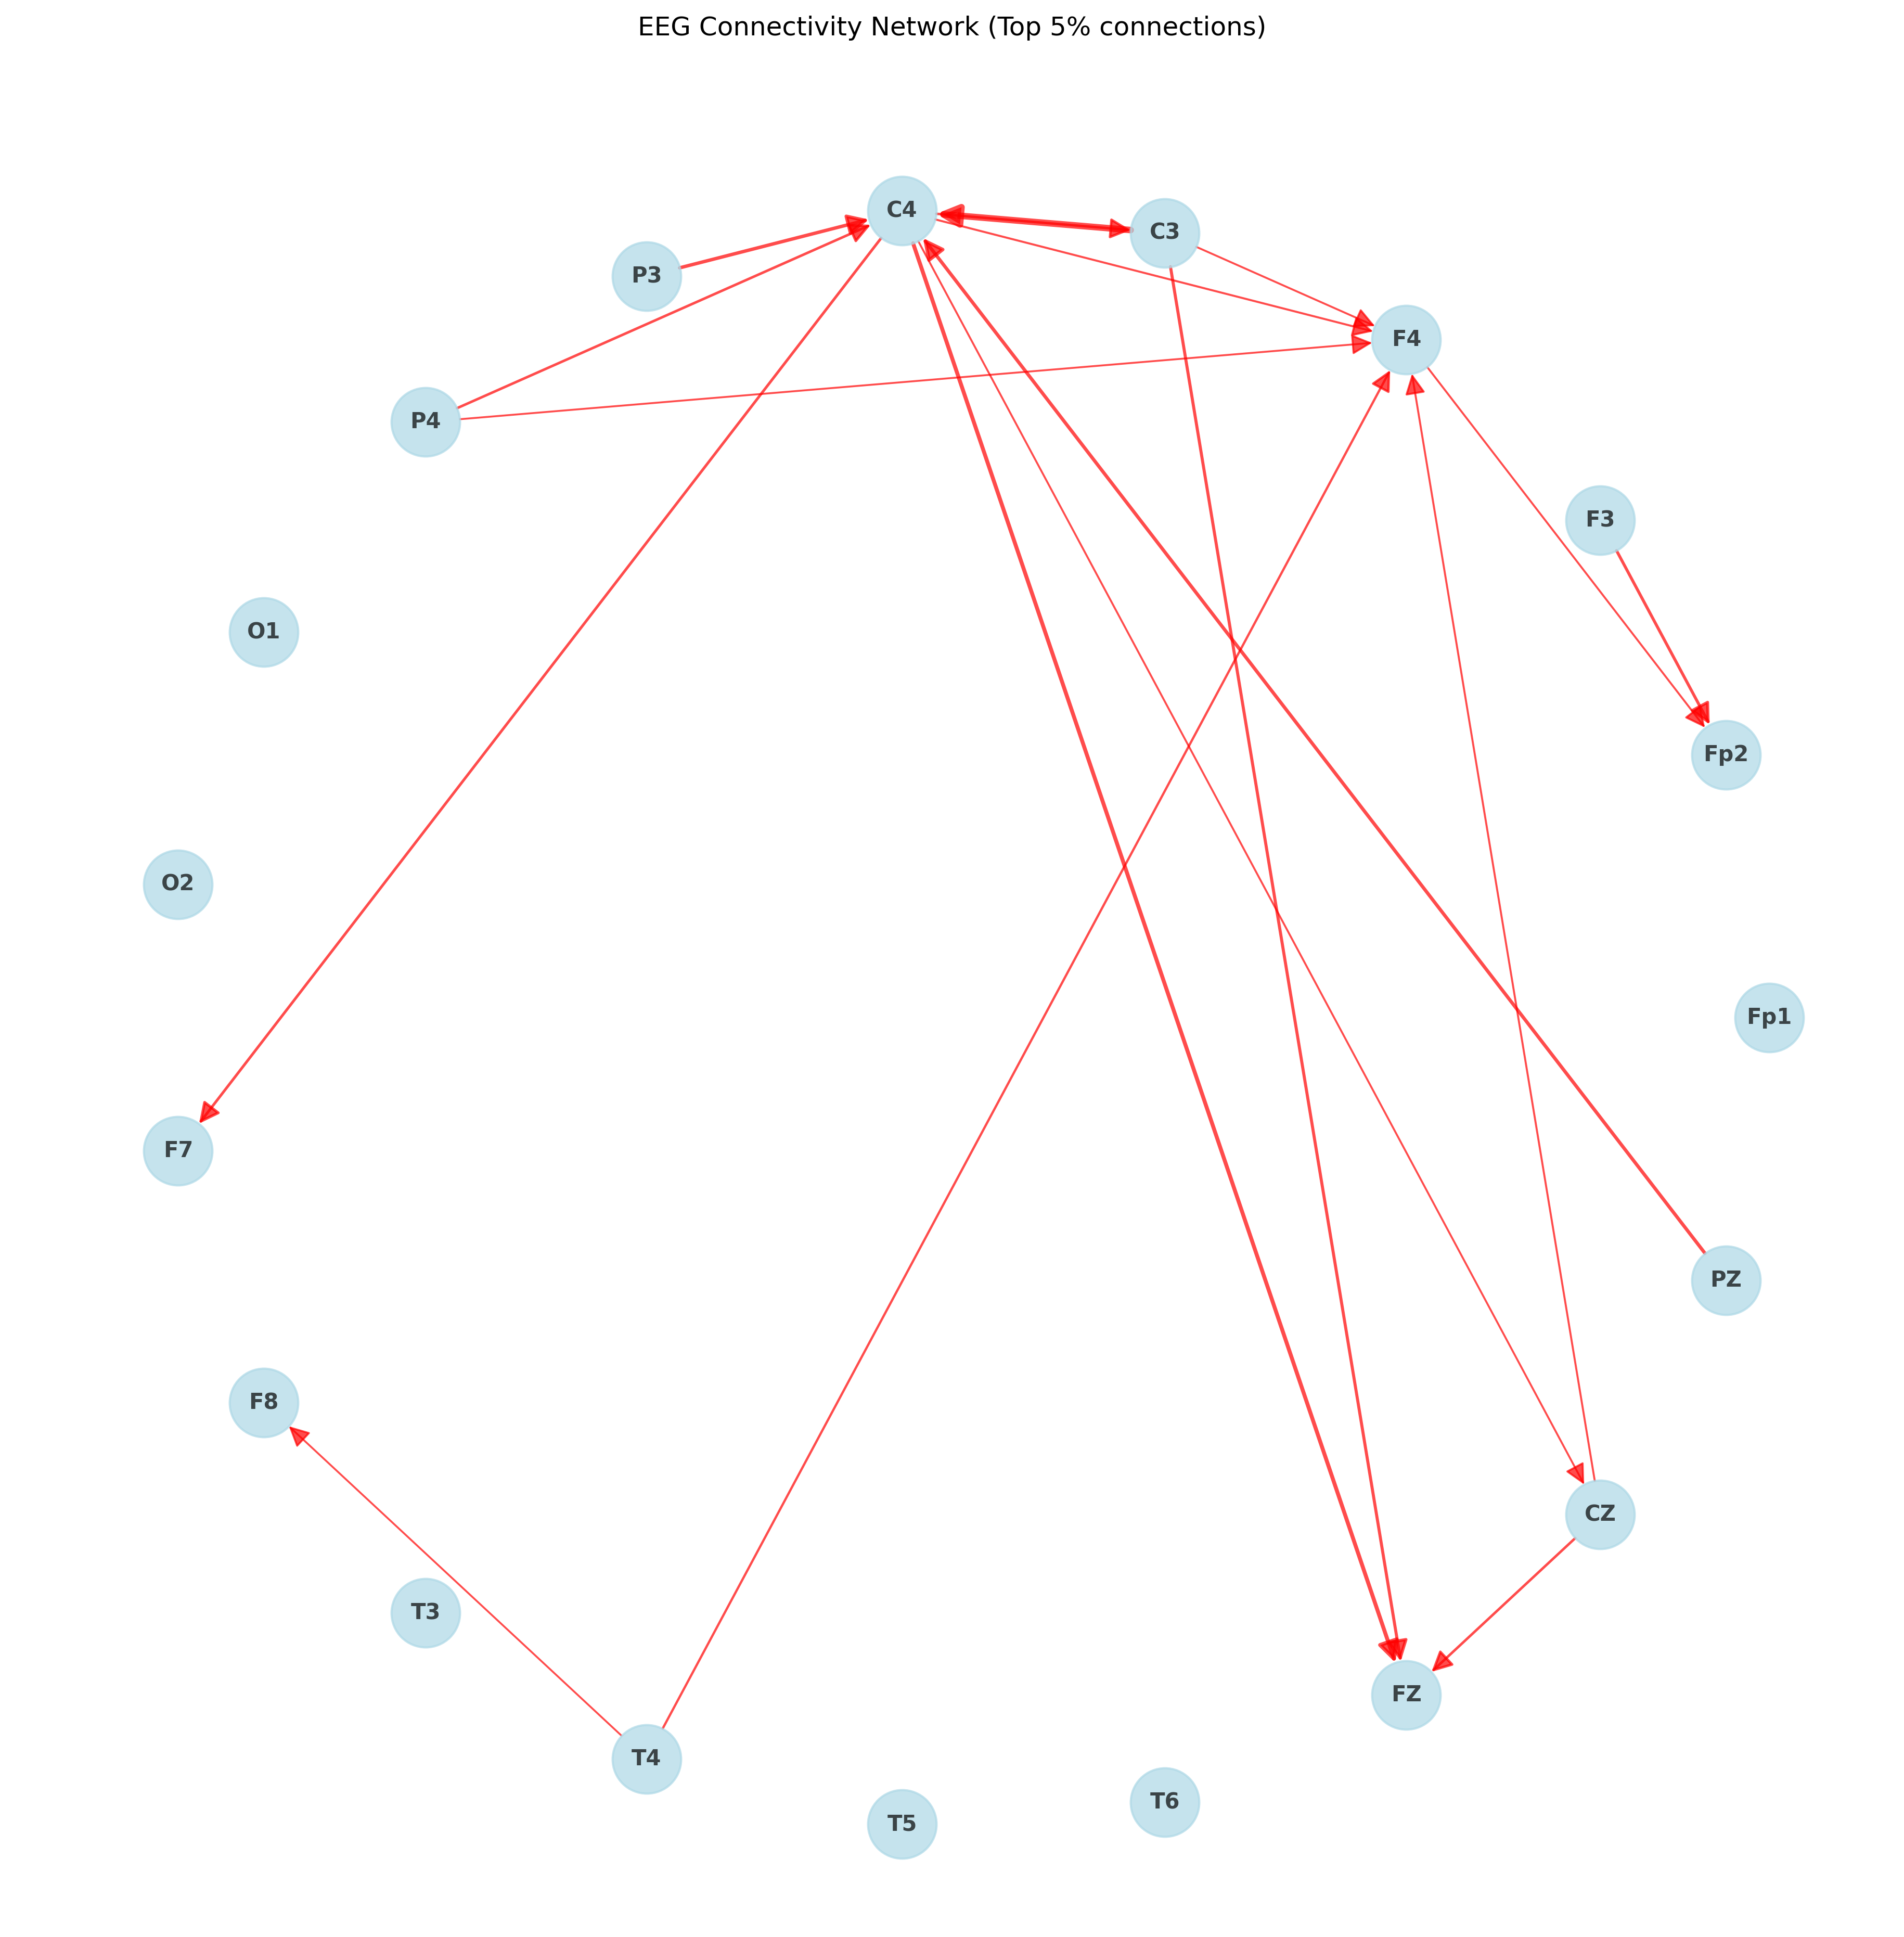 EEG Connectivity Network (Top 5% connections)
C4
C3
P3
F4
P4
F3
O1
Fp2
O2
Fp1
F7
PZ
F8
CZ
T3
FZ
T4
T6
T5